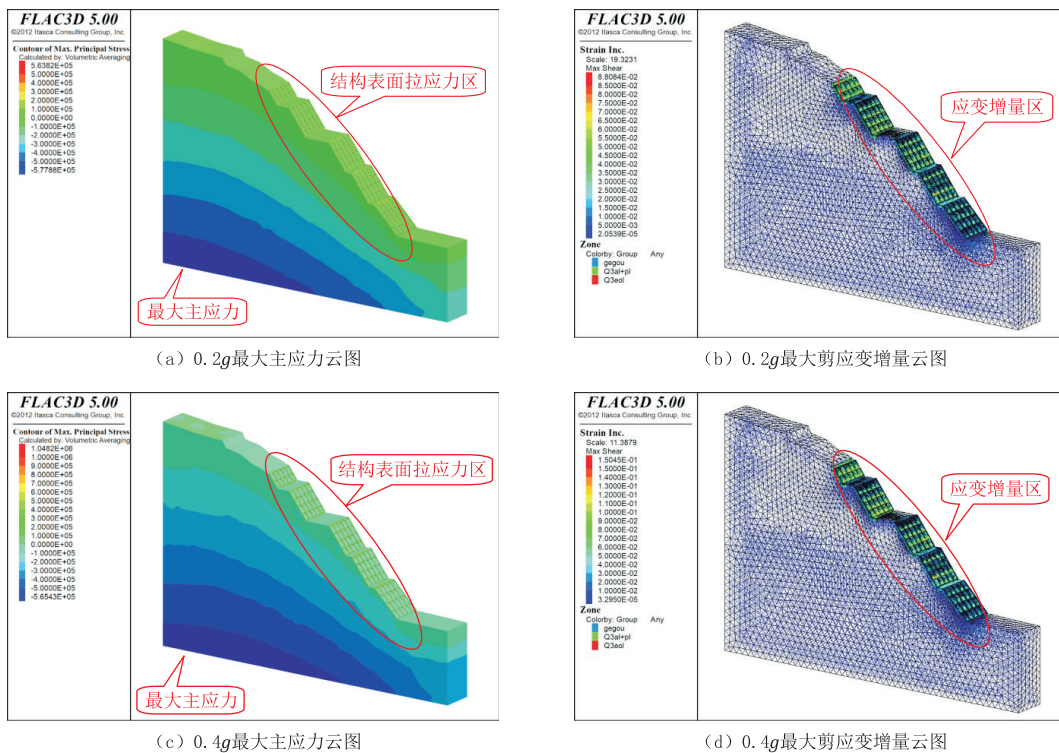 FLAC3D 5.00
©2012 Itasca Consulting Group, Inc.
Contour of Max. Principal Stress
Calculated by: Volumetric Averaging
5.6382E+05
5.0000E+05
4.0000E+05
3.0000E+05
2.0000E+05
1.0000E+05
0.0000E+00
-1.0000E+05
-2.0000E+05
-3.0000E+05
-4.0000E+05
-5.0000E+05
-5.7788E+05
结构表面拉应力区
最大主应力
(a) 0.2g最大主应力云图
FLAC3D 5.00
©2012 Itasca Consulting Group, Inc.
Strain Inc.
Scale: 19.3231
Max Shear
8.8084E-02
8.5000E-02
8.0000E-02
7.5000E-02
7.0000E-02
6.5000E-02
6.0000E-02
5.5000E-02
5.0000E-02
4.5000E-02
4.0000E-02
3.5000E-02
3.0000E-02
2.5000E-02
2.0000E-02
1.5000E-02
1.0000E-02
5.0000E-03
2.0539E-05
Zone
Colorby: Group Any
gegou
Q3al+pl
Q3eol
应变增量区
(b) 0.2g最大剪应变增量云图
FLAC3D 5.00
©2012 Itasca Consulting Group, Inc.
Contour of Max. Principal Stress
Calculated by: Volumetric Averaging
1.0482E+06
1.0000E+06
9.0000E+05
8.0000E+05
7.0000E+05
6.0000E+05
5.0000E+05
4.0000E+05
3.0000E+05
2.0000E+05
1.0000E+05
0.0000E+00
-1.0000E+05
-2.0000E+05
-3.0000E+05
-4.0000E+05
-5.0000E+05
-5.6543E+05
结构表面拉应力区
最大主应力
(c) 0.4g最大主应力云图
FLAC3D 5.00
©2012 Itasca Consulting Group, Inc.
Strain Inc.
Scale: 11.3879
Max Shear
1.5045E-01
1.5000E-01
1.4000E-01
1.3000E-01
1.2000E-01
1.1000E-01
1.0000E-01
9.0000E-02
8.0000E-02
7.0000E-02
6.0000E-02
5.0000E-02
4.0000E-02
3.0000E-02
2.0000E-02
1.0000E-02
3.2950E-05
Zone
Colorby: Group Any
gegou
Q3al+pl
Q3eol
应变增量区
(d) 0.4g最大剪应变增量云图